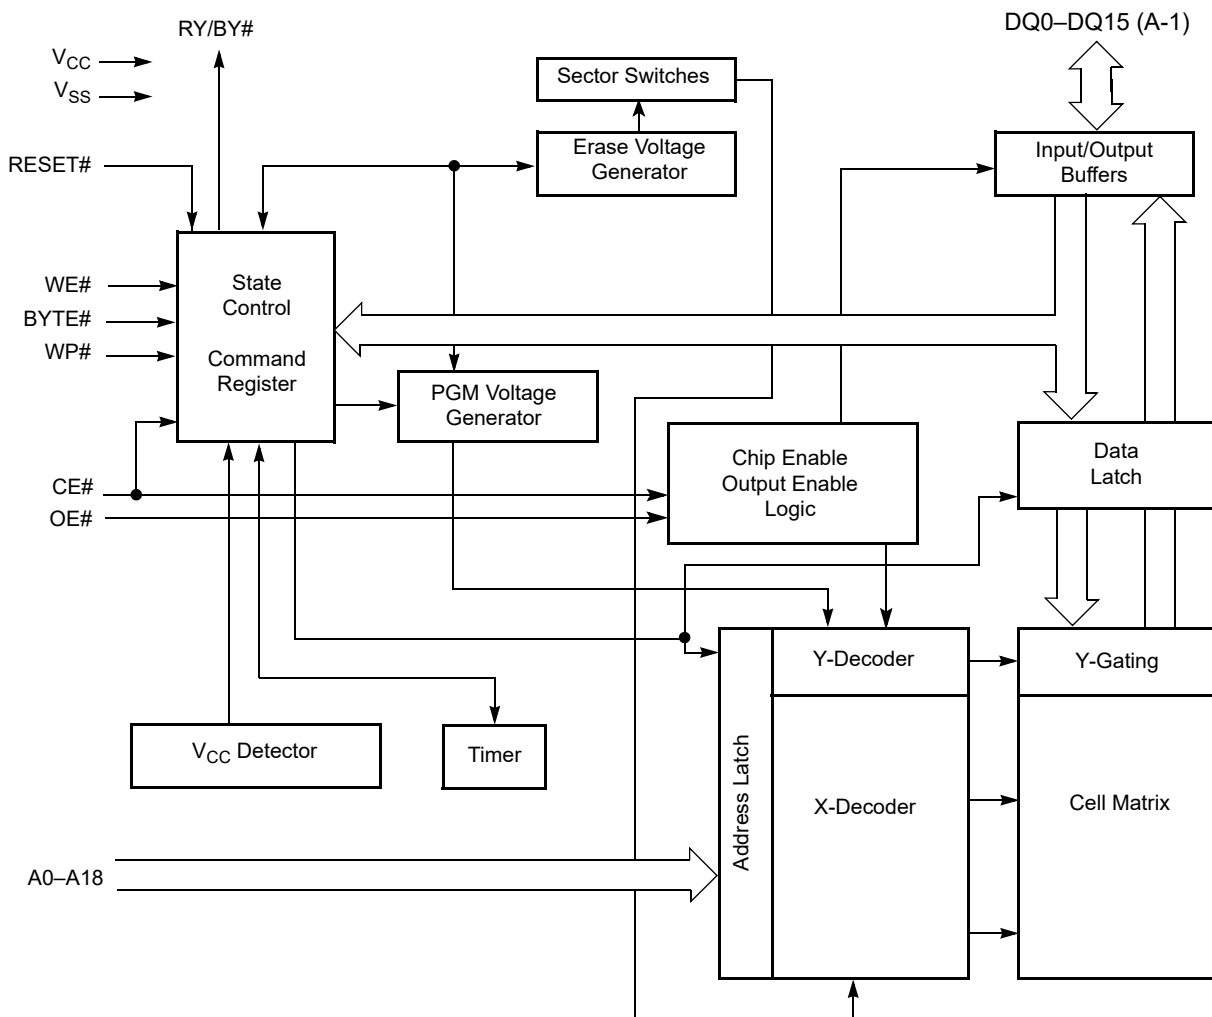 RY/BY#
DQ0–DQ15 (A-1)
VCC
VSS
Sector Switches
Erase Voltage
Generator
Input/Output
Buffers
RESET#
WE#
BYTE#
WP#
State
Control
Command
Register
PGM Voltage
Generator
CE#
OE#
Chip Enable
Output Enable
Logic
Data
Latch
Y-Decoder
Y-Gating
VCC Detector
Timer
Address Latch
X-Decoder
Cell Matrix
A0–A18